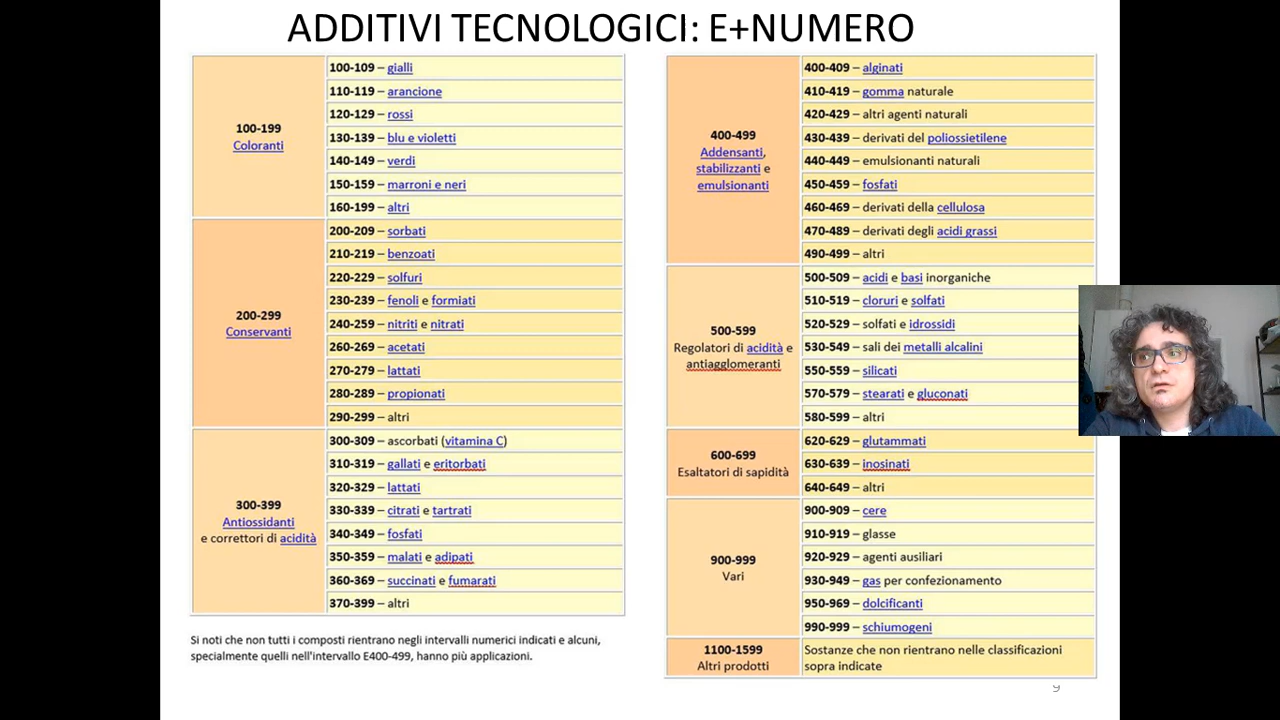 ADDITIVI TECNOLOGICI: E+NUMERO
100-199
Coloranti
100-109 – gialli
110-119 – arancione
120-129 – rossi
130-139 – blu e violetti
140-149 – verdi
150-159 – marroni e neri
160-199 – altri
200-299
Conservanti
200-209 – sorbati
210-219 – benzoati
220-229 – solfuri
230-239 – fenoli e formiati
240-259 – nitriti e nitrati
260-269 – acetati
270-279 – lattati
280-289 – propionati
290-299 – altri
300-399
Antiossidanti
e correttori di acidità
300-309 – ascorbati (vitamina C)
310-319 – gallati e eritorbati
320-329 – lattati
330-339 – citrati e tartrati
340-349 – fosfati
350-359 – malati e adipati
360-369 – succinati e fumarati
370-399 – altri
Si noti che non tutti i composti rientrano negli intervalli numerici indicati e alcuni,
specialmente quelli nell'intervallo E400-499, hanno più applicazioni.
400-499
Addensanti,
stabilizzanti e
emulsionanti
400-409 – alginati
410-419 – gomma naturale
420-429 – altri agenti naturali
430-439 – derivati del poliossietilene
440-449 – emulsionanti naturali
450-459 – fosfati
460-469 – derivati della cellulosa
470-489 – derivati degli acidi grassi
490-499 – altri
500-599
Regolatori di acidità e
antiagglomeranti
500-509 – acidi e basi inorganiche
510-519 – cloruri e solfati
520-529 – solfati e idrossidi
530-549 – sali dei metalli alcalini
550-559 – silicati
570-579 – stearati e gluconati
580-599 – altri
600-699
Esaltatori di sapidità
620-629 – glutammati
630-639 – inosinati
640-649 – altri
900-999
Vari
900-909 – cere
910-919 – glasse
920-929 – agenti ausiliari
930-949 – gas per confezionamento
950-969 – dolcificanti
990-999 – schiumogeni
1100-1599
Altri prodotti
Sostanze che non rientrano nelle classificazioni
sopra indicate
9